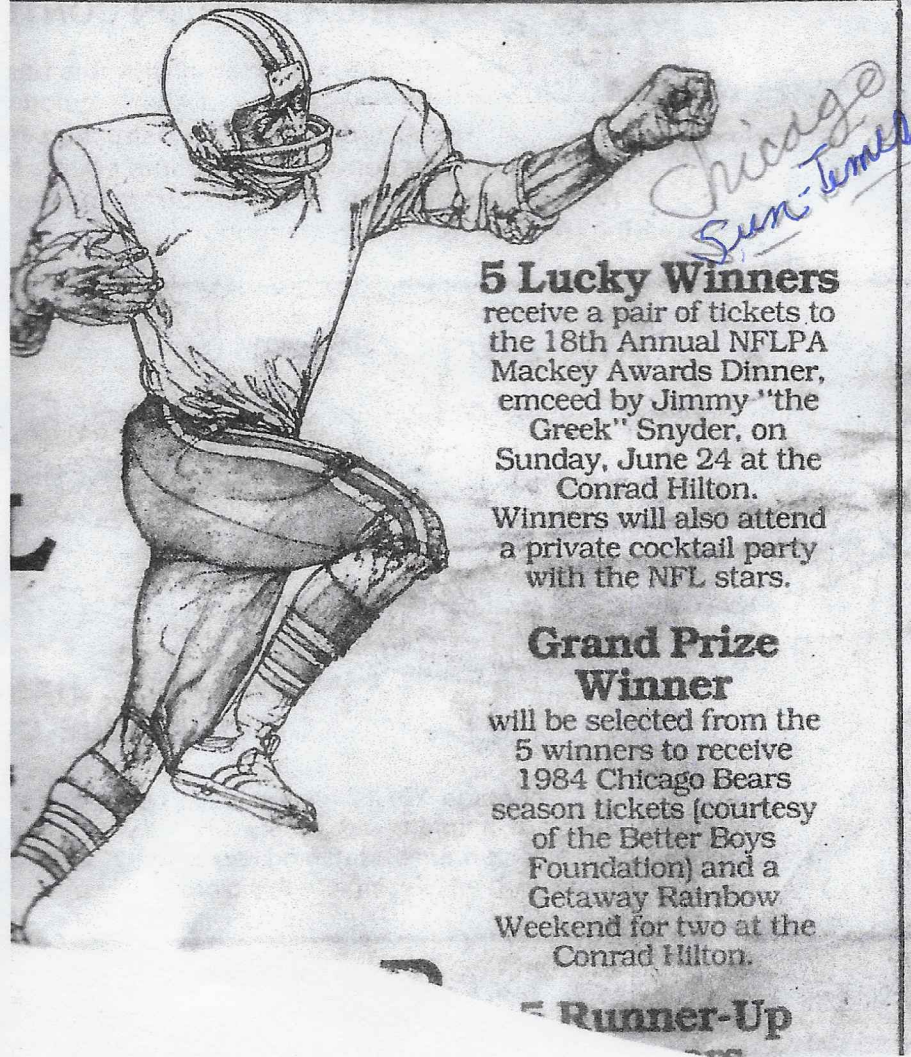 Chicago
Sun-Times
5 Lucky Winners
receive a pair of tickets to
the 18th Annual NFLPA
Mackey Awards Dinner,
emceed by Jimmy "the
Greek" Snyder, on
Sunday, June 24 at the
Conrad Hilton.
Winners will also attend
a private cocktail party
with the NFL stars.
Grand Prize
Winner
will be selected from the
5 winners to receive
1984 Chicago Bears
season tickets (courtesy
of the Better Boys
Foundation) and a
Getaway Rainbow
Weekend for two at the
Conrad Hilton.
5 Runner-Up